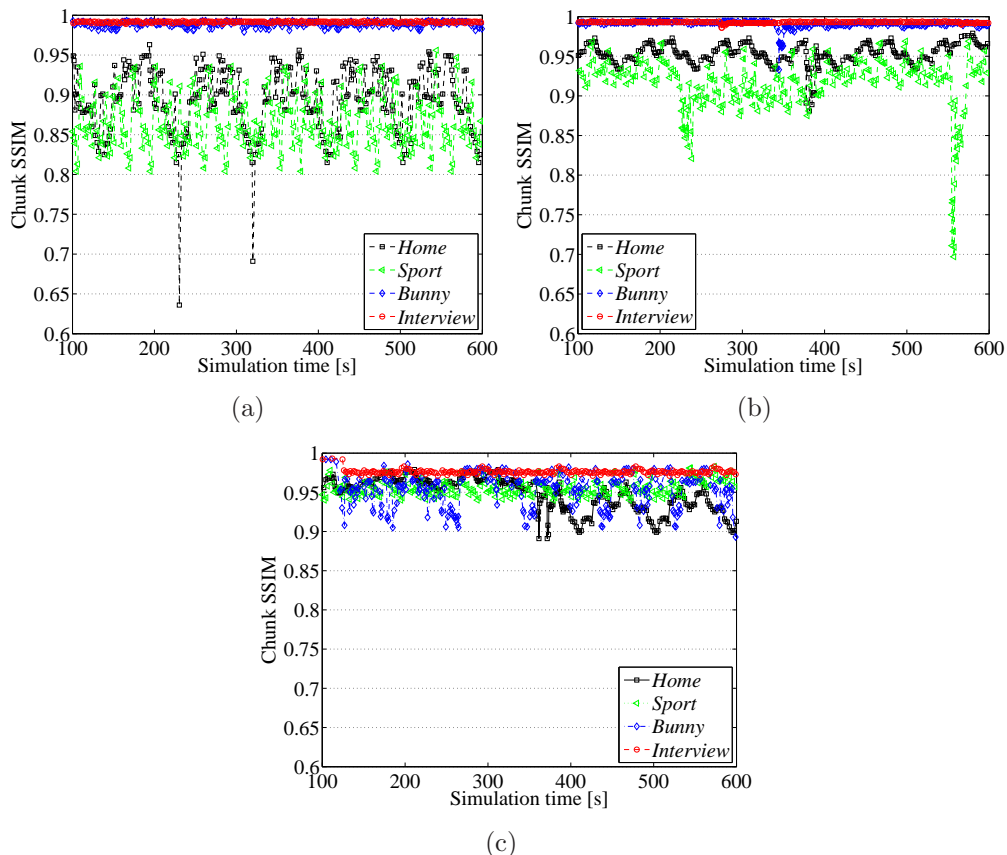 1
0.95
0.9
0.85
0.8
0.75
0.7
0.65
0.6
Chunk SSIM
100 200 300 400 500 600
Simulation time [s]
Home
Sport
Bunny
Interview
(a)
1
0.95
0.9
0.85
0.8
0.75
0.7
0.65
0.6
Chunk SSIM
100 200 300 400 500 600
Simulation time [s]
Home
Sport
Bunny
Interview
(b)
1
0.95
0.9
0.85
0.8
0.75
0.7
0.65
0.6
Chunk SSIM
100 200 300 400 500 600
Simulation time [s]
Home
Sport
Bunny
Interview
(c)